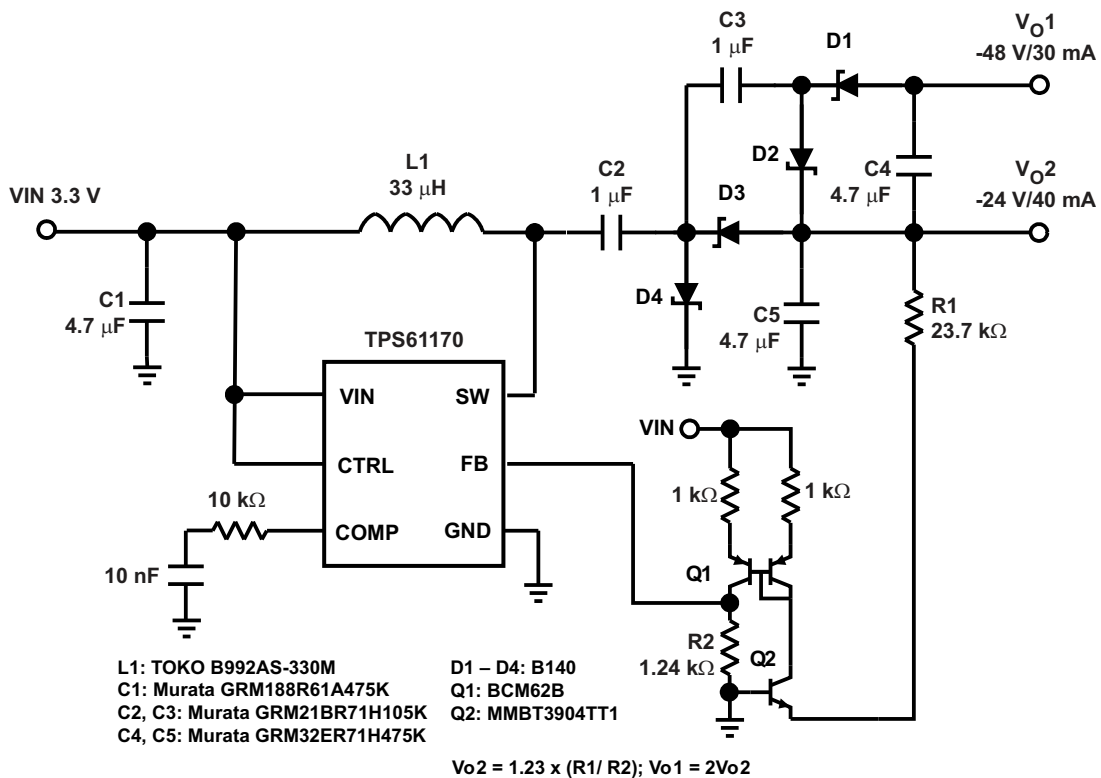 C3
1 μF
D1
VO1
-48 V/30 mA
L1
33 μH
C2
1 μF
D2
D3
C4
4.7 μF
VO2
-24 V/40 mA
VIN 3.3 V
C1
4.7 μF
D4
C5
4.7 μF
R1
23.7 kΩ
TPS61170
VIN
SW
CTRL
FB
COMP
GND
10 kΩ
10 nF
VIN
1 kΩ
1 kΩ
Q1
R2
1.24 kΩ
Q2
L1: TOKO B992AS-330M
C1: Murata GRM188R61A475K
C2, C3: Murata GRM21BR71H105K
C4, C5: Murata GRM32ER71H475K
D1 – D4: B140
Q1: BCM62B
Q2: MMBT3904TT1
Vo2 = 1.23 x (R1/ R2); Vo1 = 2Vo2